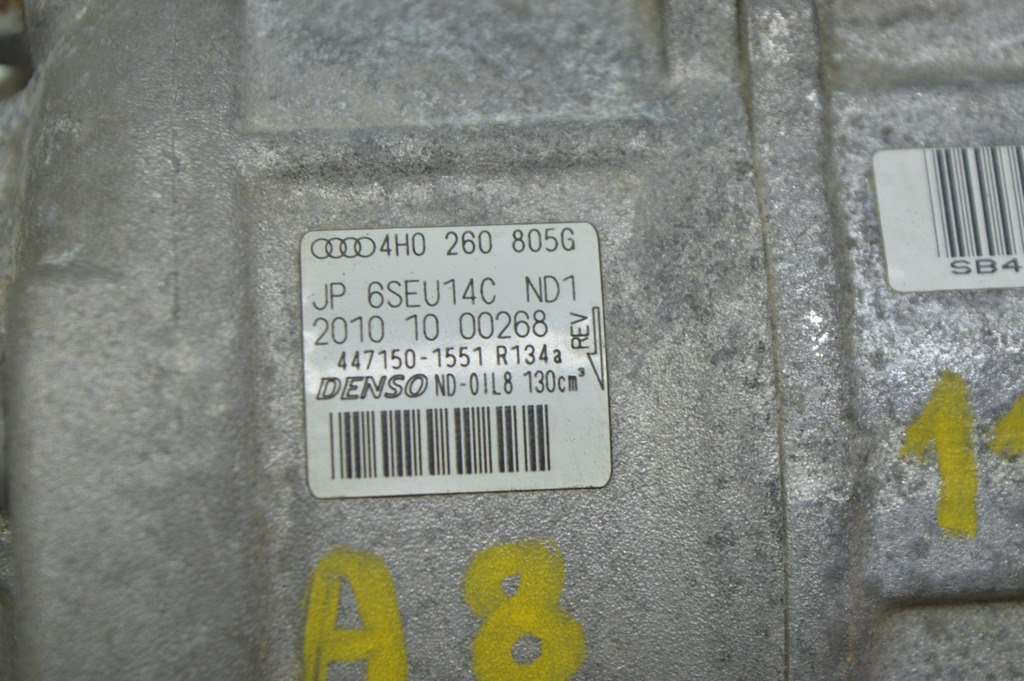 4H0 260 805G
JP 6SEU14C ND1
2010 10 00268
REV
447150-1551 R134a
DENSO ND-OIL8 130cm³
SB4
A8
11